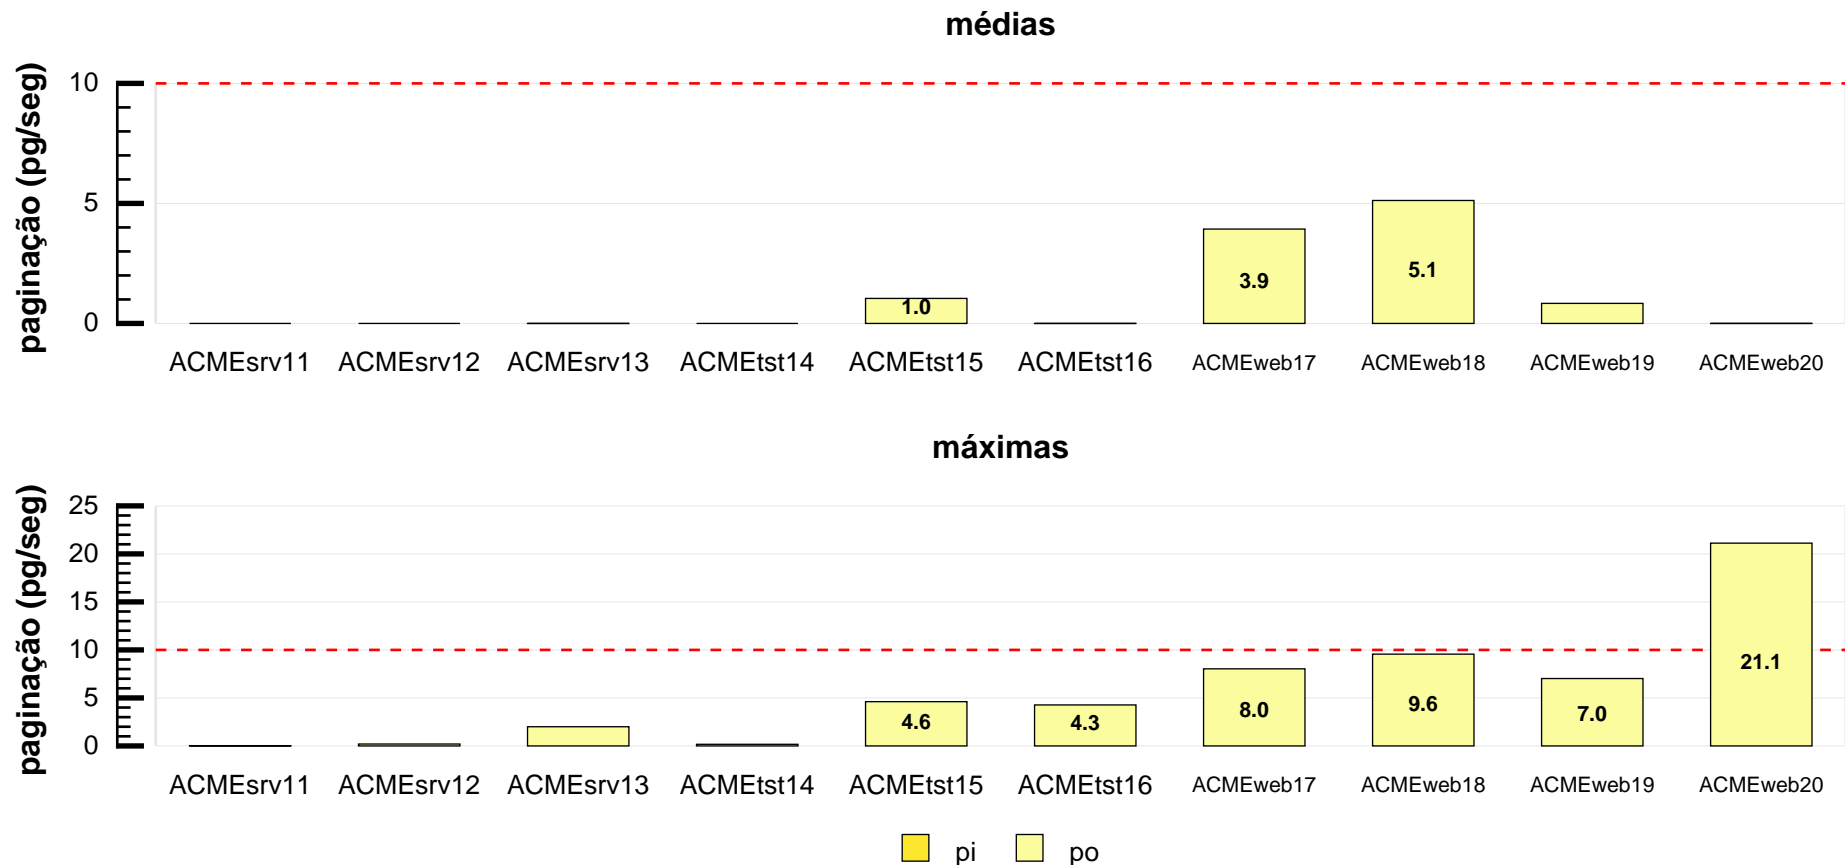 médias
paginação (pg/seg)
10
5
0
1.0
3.9
5.1
ACMEsrv11 ACMEsrv12 ACMEsrv13 ACMEtst14 ACMEtst15 ACMEtst16 ACMEweb17 ACMEweb18 ACMEweb19 ACMEweb20
máximas
paginação (pg/seg)
25
20
15
10
5
0
4.6
4.3
8.0
9.6
7.0
21.1
ACMEsrv11 ACMEsrv12 ACMEsrv13 ACMEtst14 ACMEtst15 ACMEtst16 ACMEweb17 ACMEweb18 ACMEweb19 ACMEweb20
pi po